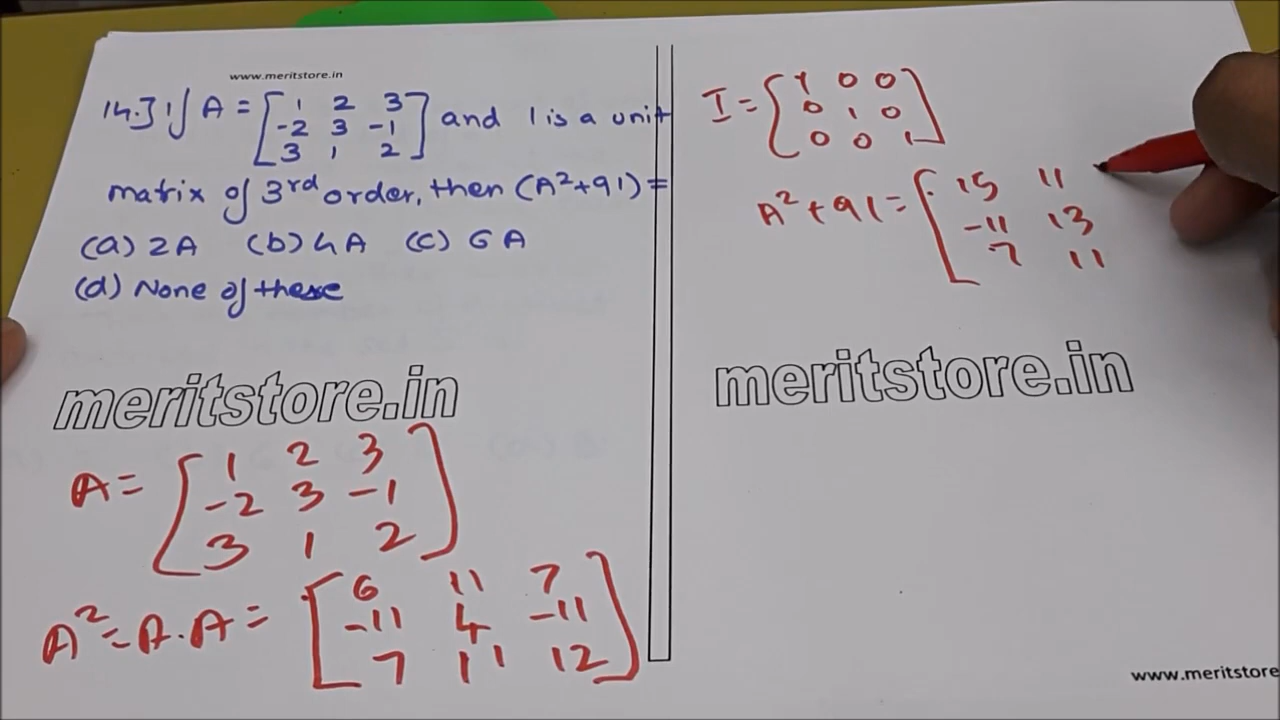 www.meritstore.in
14.] If A = [ 1 2 3
-2 3 -1
3 1 2 ] and I is a unit
matrix of 3rd order, then (A²+9I) =
(a) 2A (b) 4A (c) 6A
(d) None of these
meritstore.in
A = [ 1 2 3
-2 3 -1
3 1 2 ]
A² = A.A = [ 6 11 7
-11 4 -11
7 11 12 ]
I = [ 1 0 0
0 1 0
0 0 1 ]
A² + 9I = [ 15 11
-11 13
7 11
meritstore.in
www.meritstore